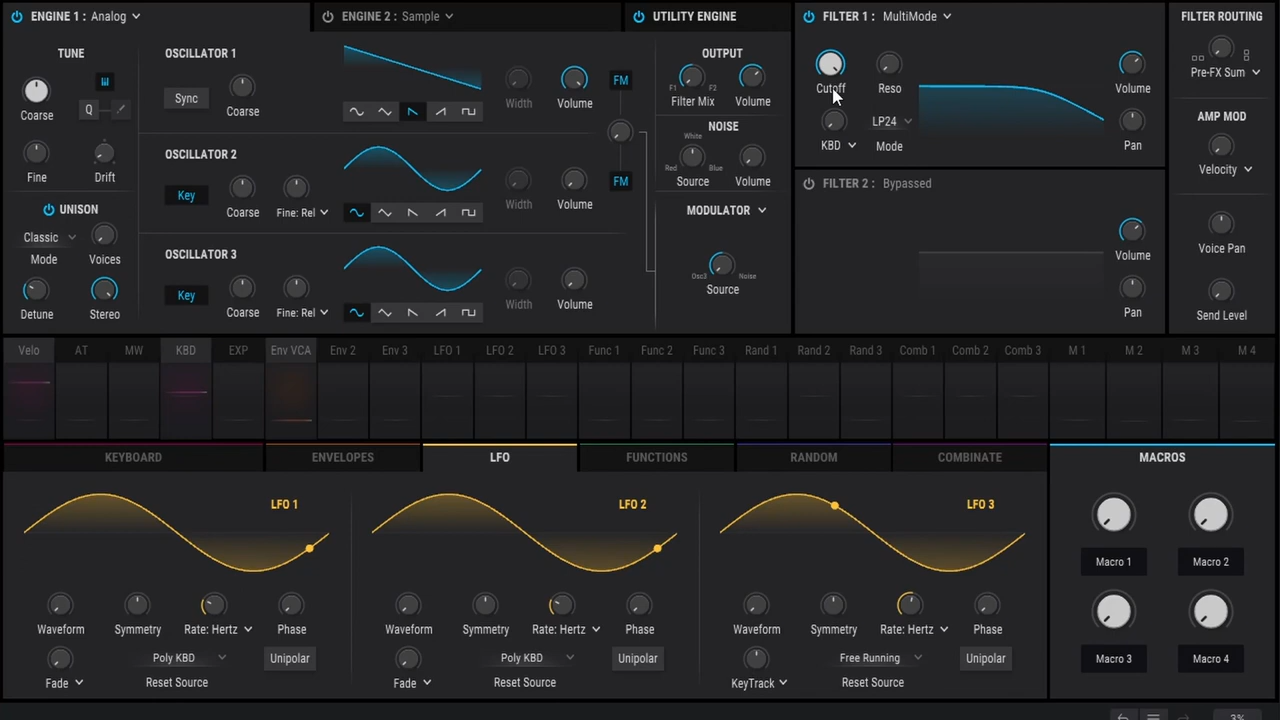 ENGINE 1 : Analog
ENGINE 2 : Sample
UTILITY ENGINE
FILTER 1 : MultiMode
FILTER ROUTING
TUNE
Coarse
Q
Fine
Drift
UNISON
Classic
Mode
Voices
Detune
Stereo
OSCILLATOR 1
Sync
Coarse
Width
Volume
FM
OSCILLATOR 2
Key
Coarse
Fine: Rel
Width
Volume
FM
OSCILLATOR 3
Key
Coarse
Fine: Rel
Width
Volume
OUTPUT
F1
F2
Filter Mix
Volume
NOISE
White
Red
Blue
Source
Volume
MODULATOR
Osc3
Noise
Source
Cutoff
Reso
Volume
LP24
KBD
Mode
Pan
FILTER 2 : Bypassed
Volume
Pan
Pre-FX Sum
AMP MOD
Velocity
Voice Pan
Send Level
Velo AT MW KBD EXP Env VCA Env 2 Env 3 LFO 1 LFO 2 LFO 3 Func 1 Func 2 Func 3 Rand 1 Rand 2 Rand 3 Comb 1 Comb 2 Comb 3 M 1 M 2 M 3 M 4
KEYBOARD ENVELOPES LFO FUNCTIONS RANDOM COMBINATE MACROS
LFO 1
Waveform Symmetry Rate: Hertz Phase
Poly KBD Unipolar
Fade Reset Source
LFO 2
Waveform Symmetry Rate: Hertz Phase
Poly KBD Unipolar
Fade Reset Source
LFO 3
Waveform Symmetry Rate: Hertz Phase
Free Running Unipolar
KeyTrack Reset Source
Macro 1 Macro 2
Macro 3 Macro 4
3%